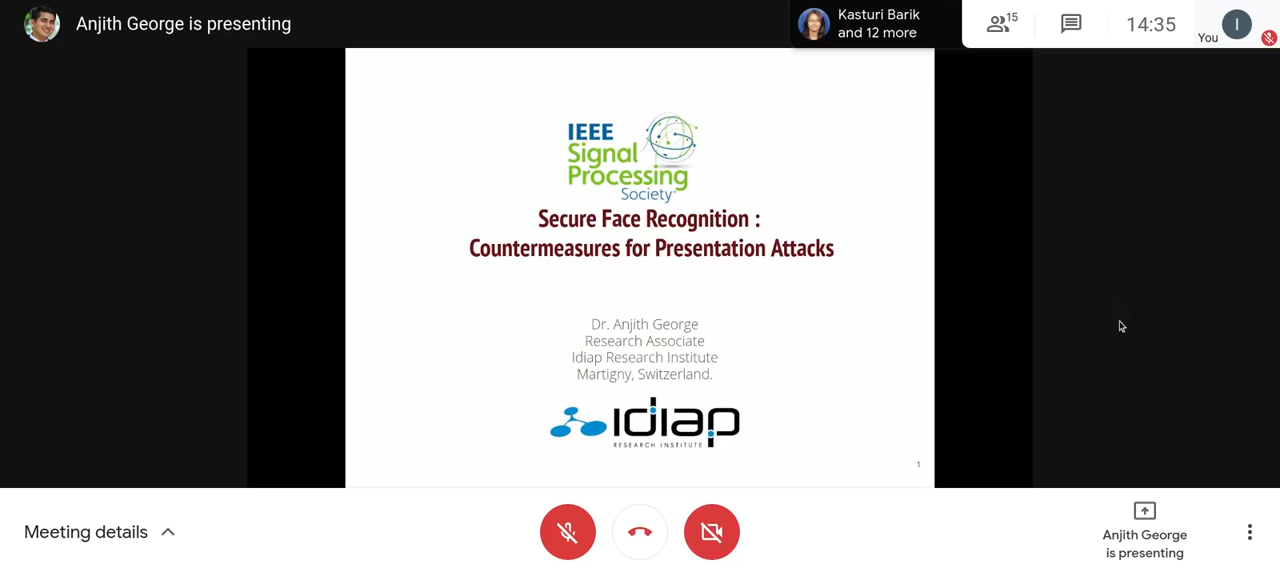 Anjith George is presenting
Kasturi Barik
and 12 more
15
14:35
You
I
IEEE
Signal
Processing
Society
Secure Face Recognition :
Countermeasures for Presentation Attacks
Dr. Anjith George
Research Associate
Idiap Research Institute
Martigny, Switzerland.
idiap
RESEARCH INSTITUTE
1
Meeting details
Anjith George
is presenting